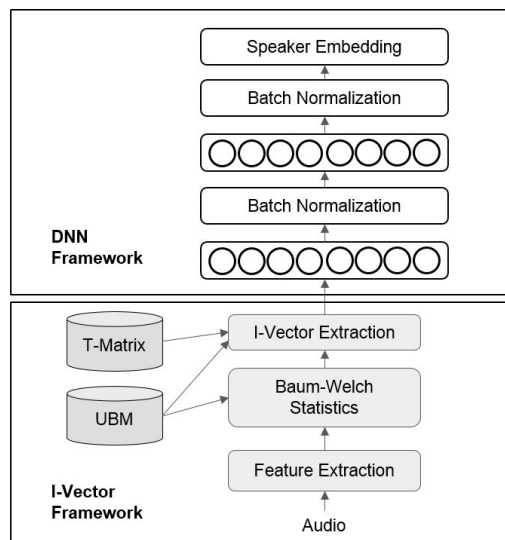 Speaker Embedding
Batch Normalization
Batch Normalization
DNN
Framework
I-Vector Extraction
T-Matrix
Baum-Welch
Statistics
UBM
Feature Extraction
I-Vector
Framework
Audio